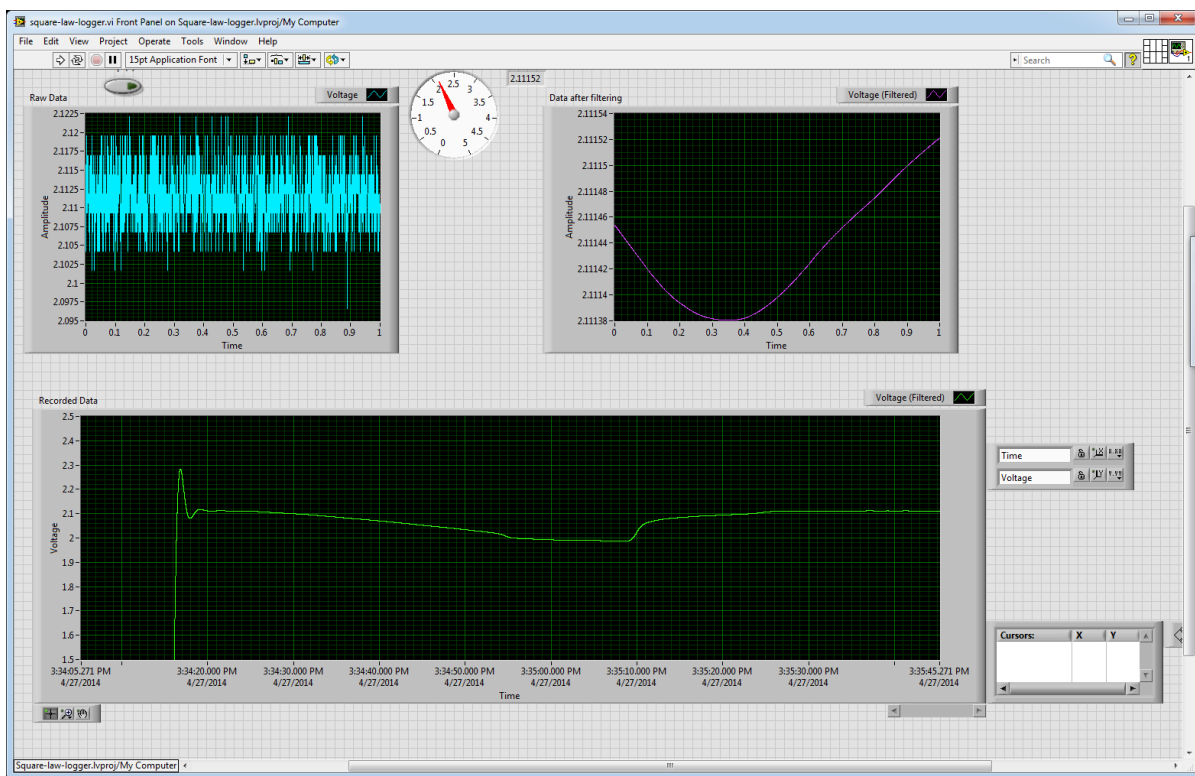 square-law-logger.vi Front Panel on Square-law-logger.lvproj/My Computer
File Edit View Project Operate Tools Window Help
15pt Application Font
Search
1
Raw Data
Voltage
2.1225
2.12
2.1175
2.115
2.1125
2.11
2.1075
2.105
2.1025
2.1
2.0975
2.095
Amplitude
0 0.1 0.2 0.3 0.4 0.5 0.6 0.7 0.8 0.9 1
Time
0 0.5 1 1.5 2 2.5 3 3.5 4 4.5 5
2.11152
Data after filtering
Voltage (Filtered)
2.11154
2.11152
2.1115
2.11148
2.11146
2.11144
2.11142
2.1114
2.11138
Amplitude
0 0.1 0.2 0.3 0.4 0.5 0.6 0.7 0.8 0.9 1
Time
Recorded Data
Voltage (Filtered)
2.5
2.4
2.3
2.2
2.1
2
1.9
1.8
1.7
1.6
1.5
Voltage
3:34:05.271 PM 3:34:20.000 PM 3:34:30.000 PM 3:34:40.000 PM 3:34:50.000 PM 3:35:00.000 PM 3:35:10.000 PM 3:35:20.000 PM 3:35:30.000 PM 3:35:45.271 PM
4/27/2014 4/27/2014 4/27/2014 4/27/2014 4/27/2014 4/27/2014 4/27/2014 4/27/2014 4/27/2014 4/27/2014
Time
Time
Voltage
Cursors: X Y
Square-law-logger.lvproj/My Computer